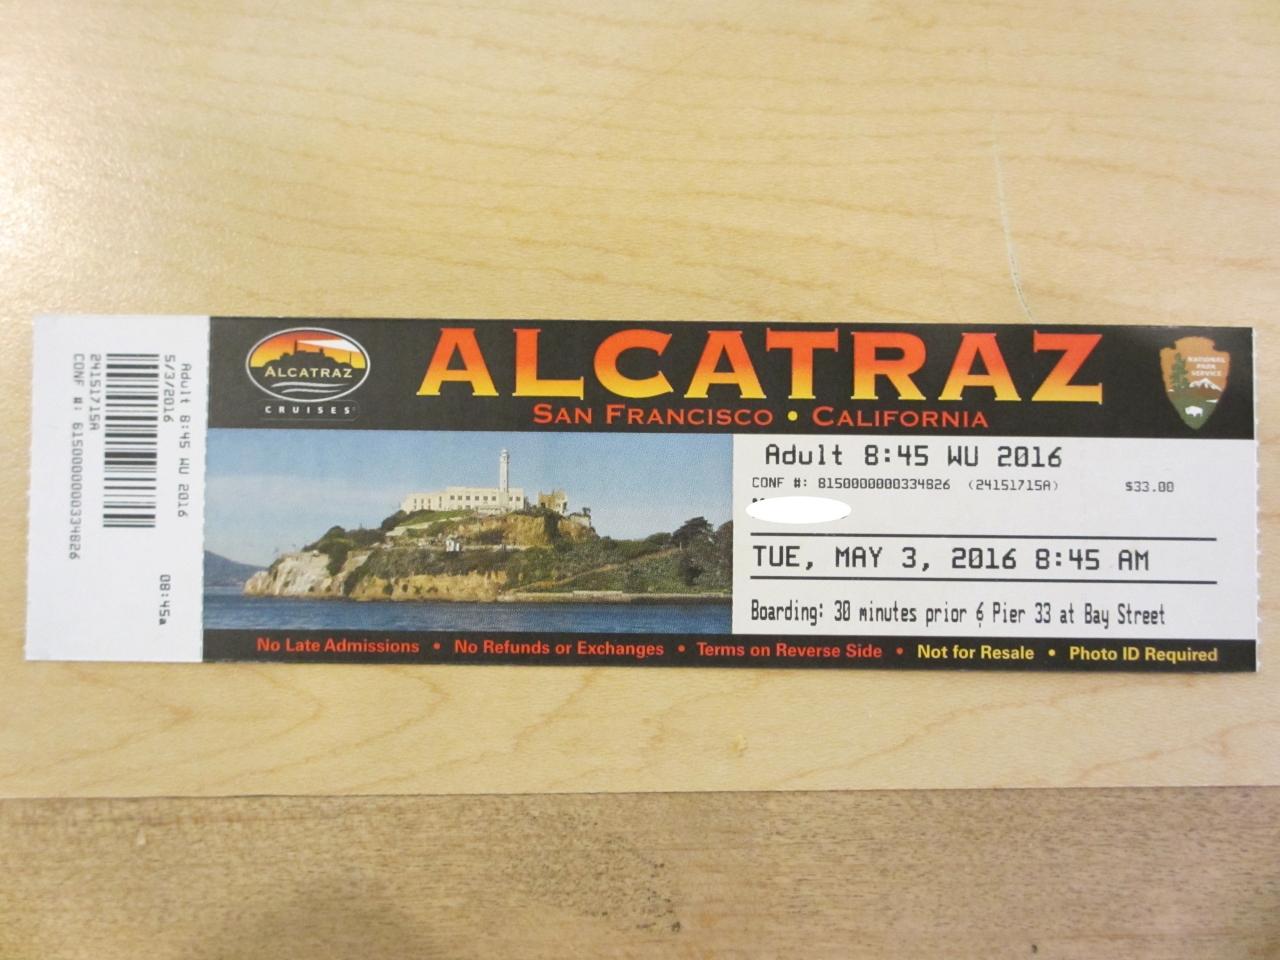 Adult 8:45 WU 2016
5/3/2016
08:45a
24151715A
CONF #: 8150000000334826
ALCATRAZ
CRUISES
ALCATRAZ
SAN FRANCISCO • CALIFORNIA
NATIONAL
PARK
SERVICE
Adult 8:45 WU 2016
CONF #: 8150000000334826 (24151715A) $33.00
TUE, MAY 3, 2016 8:45 AM
Boarding: 30 minutes prior @ Pier 33 at Bay Street
No Late Admissions • No Refunds or Exchanges • Terms on Reverse Side • Not for Resale • Photo ID Required